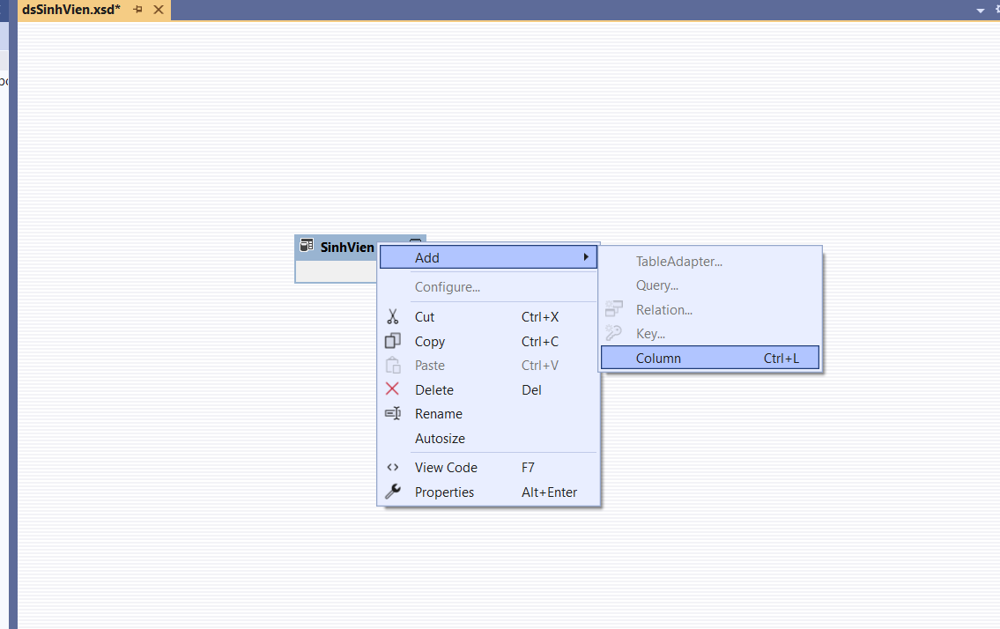 dsSinhVien.xsd*
SinhVien
Add
Configure...
Cut Ctrl+X
Copy Ctrl+C
Paste Ctrl+V
Delete Del
Rename
Autosize
View Code F7
Properties Alt+Enter
TableAdapter...
Query...
Relation...
Key...
Column Ctrl+L